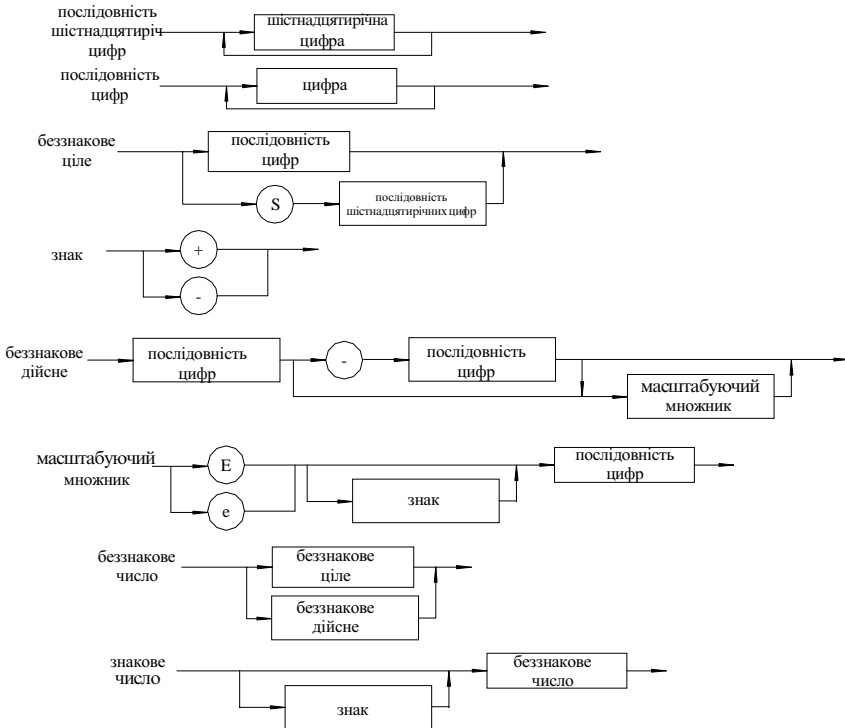 послідовність
шістнадцятиріч
цифр
шістнадцятирічна
цифра
послідовність
цифр
цифра
беззнакове
ціле
послідовність
цифр
S
послідовність
шістнадцятирічних цифр
знак
+
-
беззнакове
дійсне
послідовність
цифр
-
послідовність
цифр
масштабуючий
множник
масштабуючий
множник
E
e
знак
послідовність
цифр
беззнакове
число
беззнакове
ціле
беззнакове
дійсне
знакове
число
знак
беззнакове
число